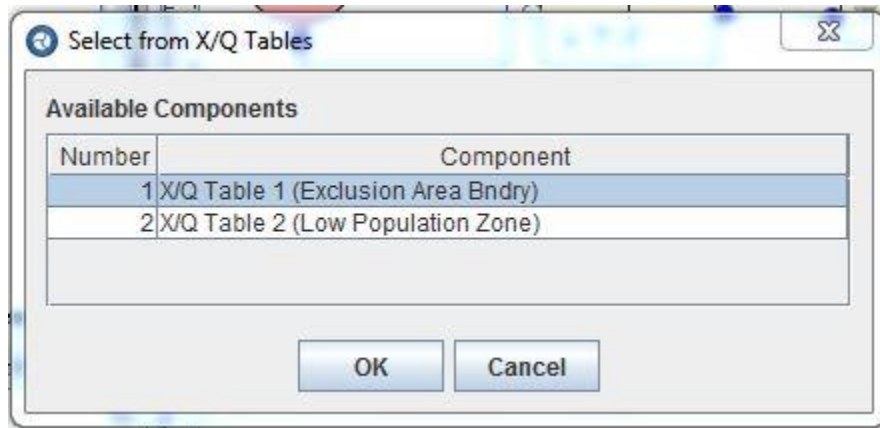 Select from X/Q Tables
Available Components
Number Component
1 X/Q Table 1 (Exclusion Area Bndry)
2 X/Q Table 2 (Low Population Zone)
OK Cancel